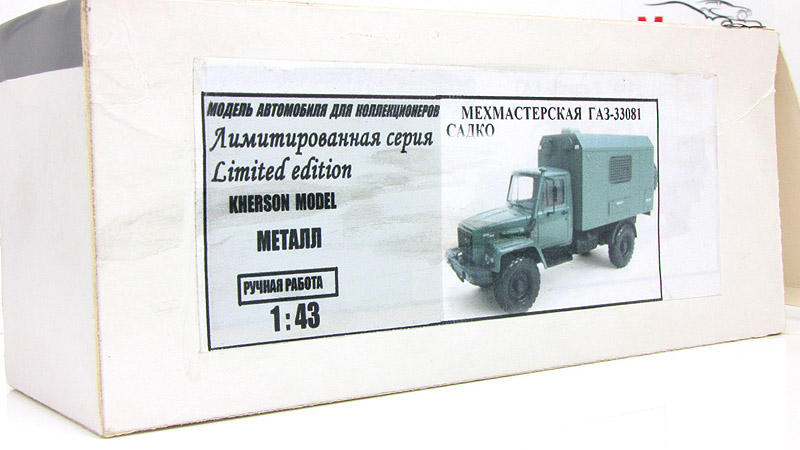 МОДЕЛЬ АВТОМОБИЛЯ ДЛЯ КОЛЛЕКЦИОНЕРОВ
Лимитированная серия
Limited edition
KHERSON MODEL
МЕТАЛЛ
РУЧНАЯ РАБОТА
1:43
МЕХМАСТЕРСКАЯ ГАЗ-33081
САДКО